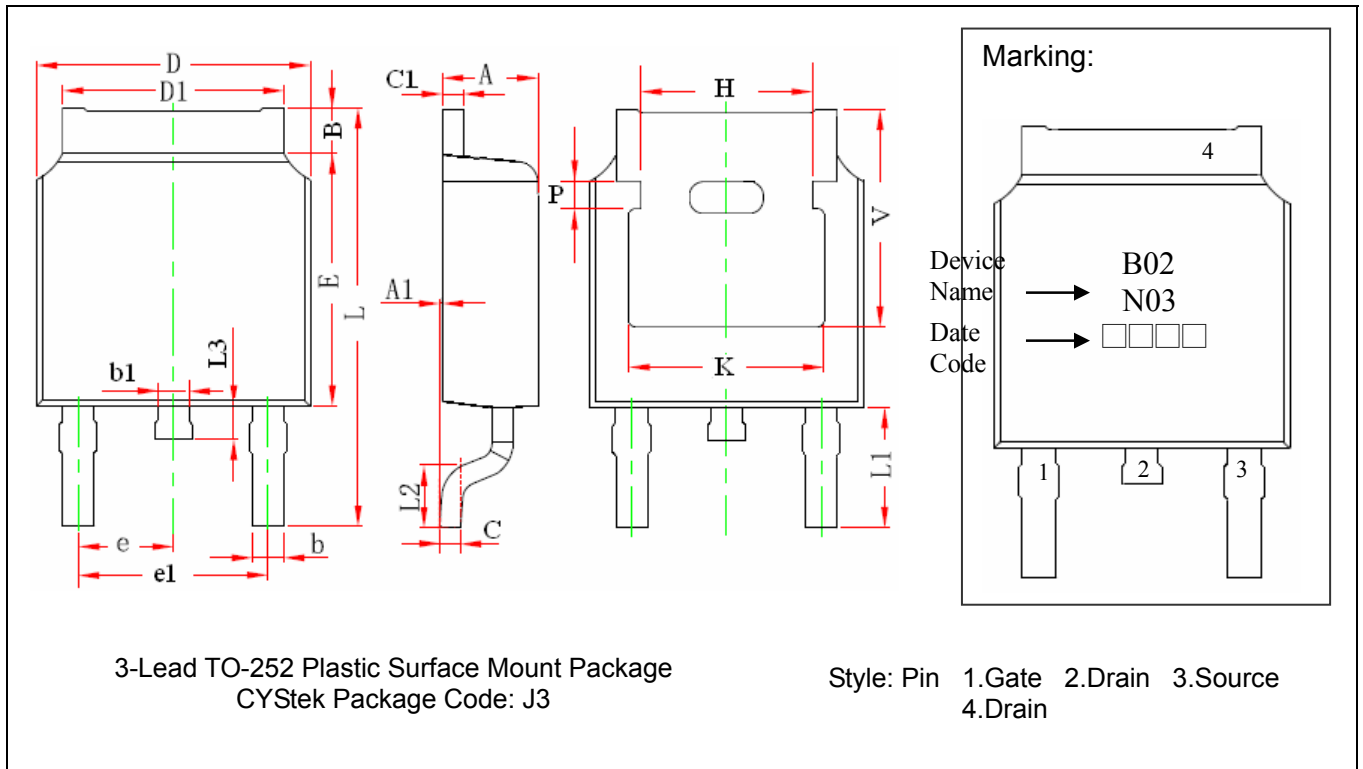 D
D1
B
E
L
L3
b1
e
e1
b
C1
A
A1
L2
C
H
P
V
K
L1
Marking:
4
Device
Name
B02
N03
Date
Code
□□□□
1
2
3
3-Lead TO-252 Plastic Surface Mount Package
CYStek Package Code: J3
Style: Pin 1.Gate 2.Drain 3.Source
4.Drain